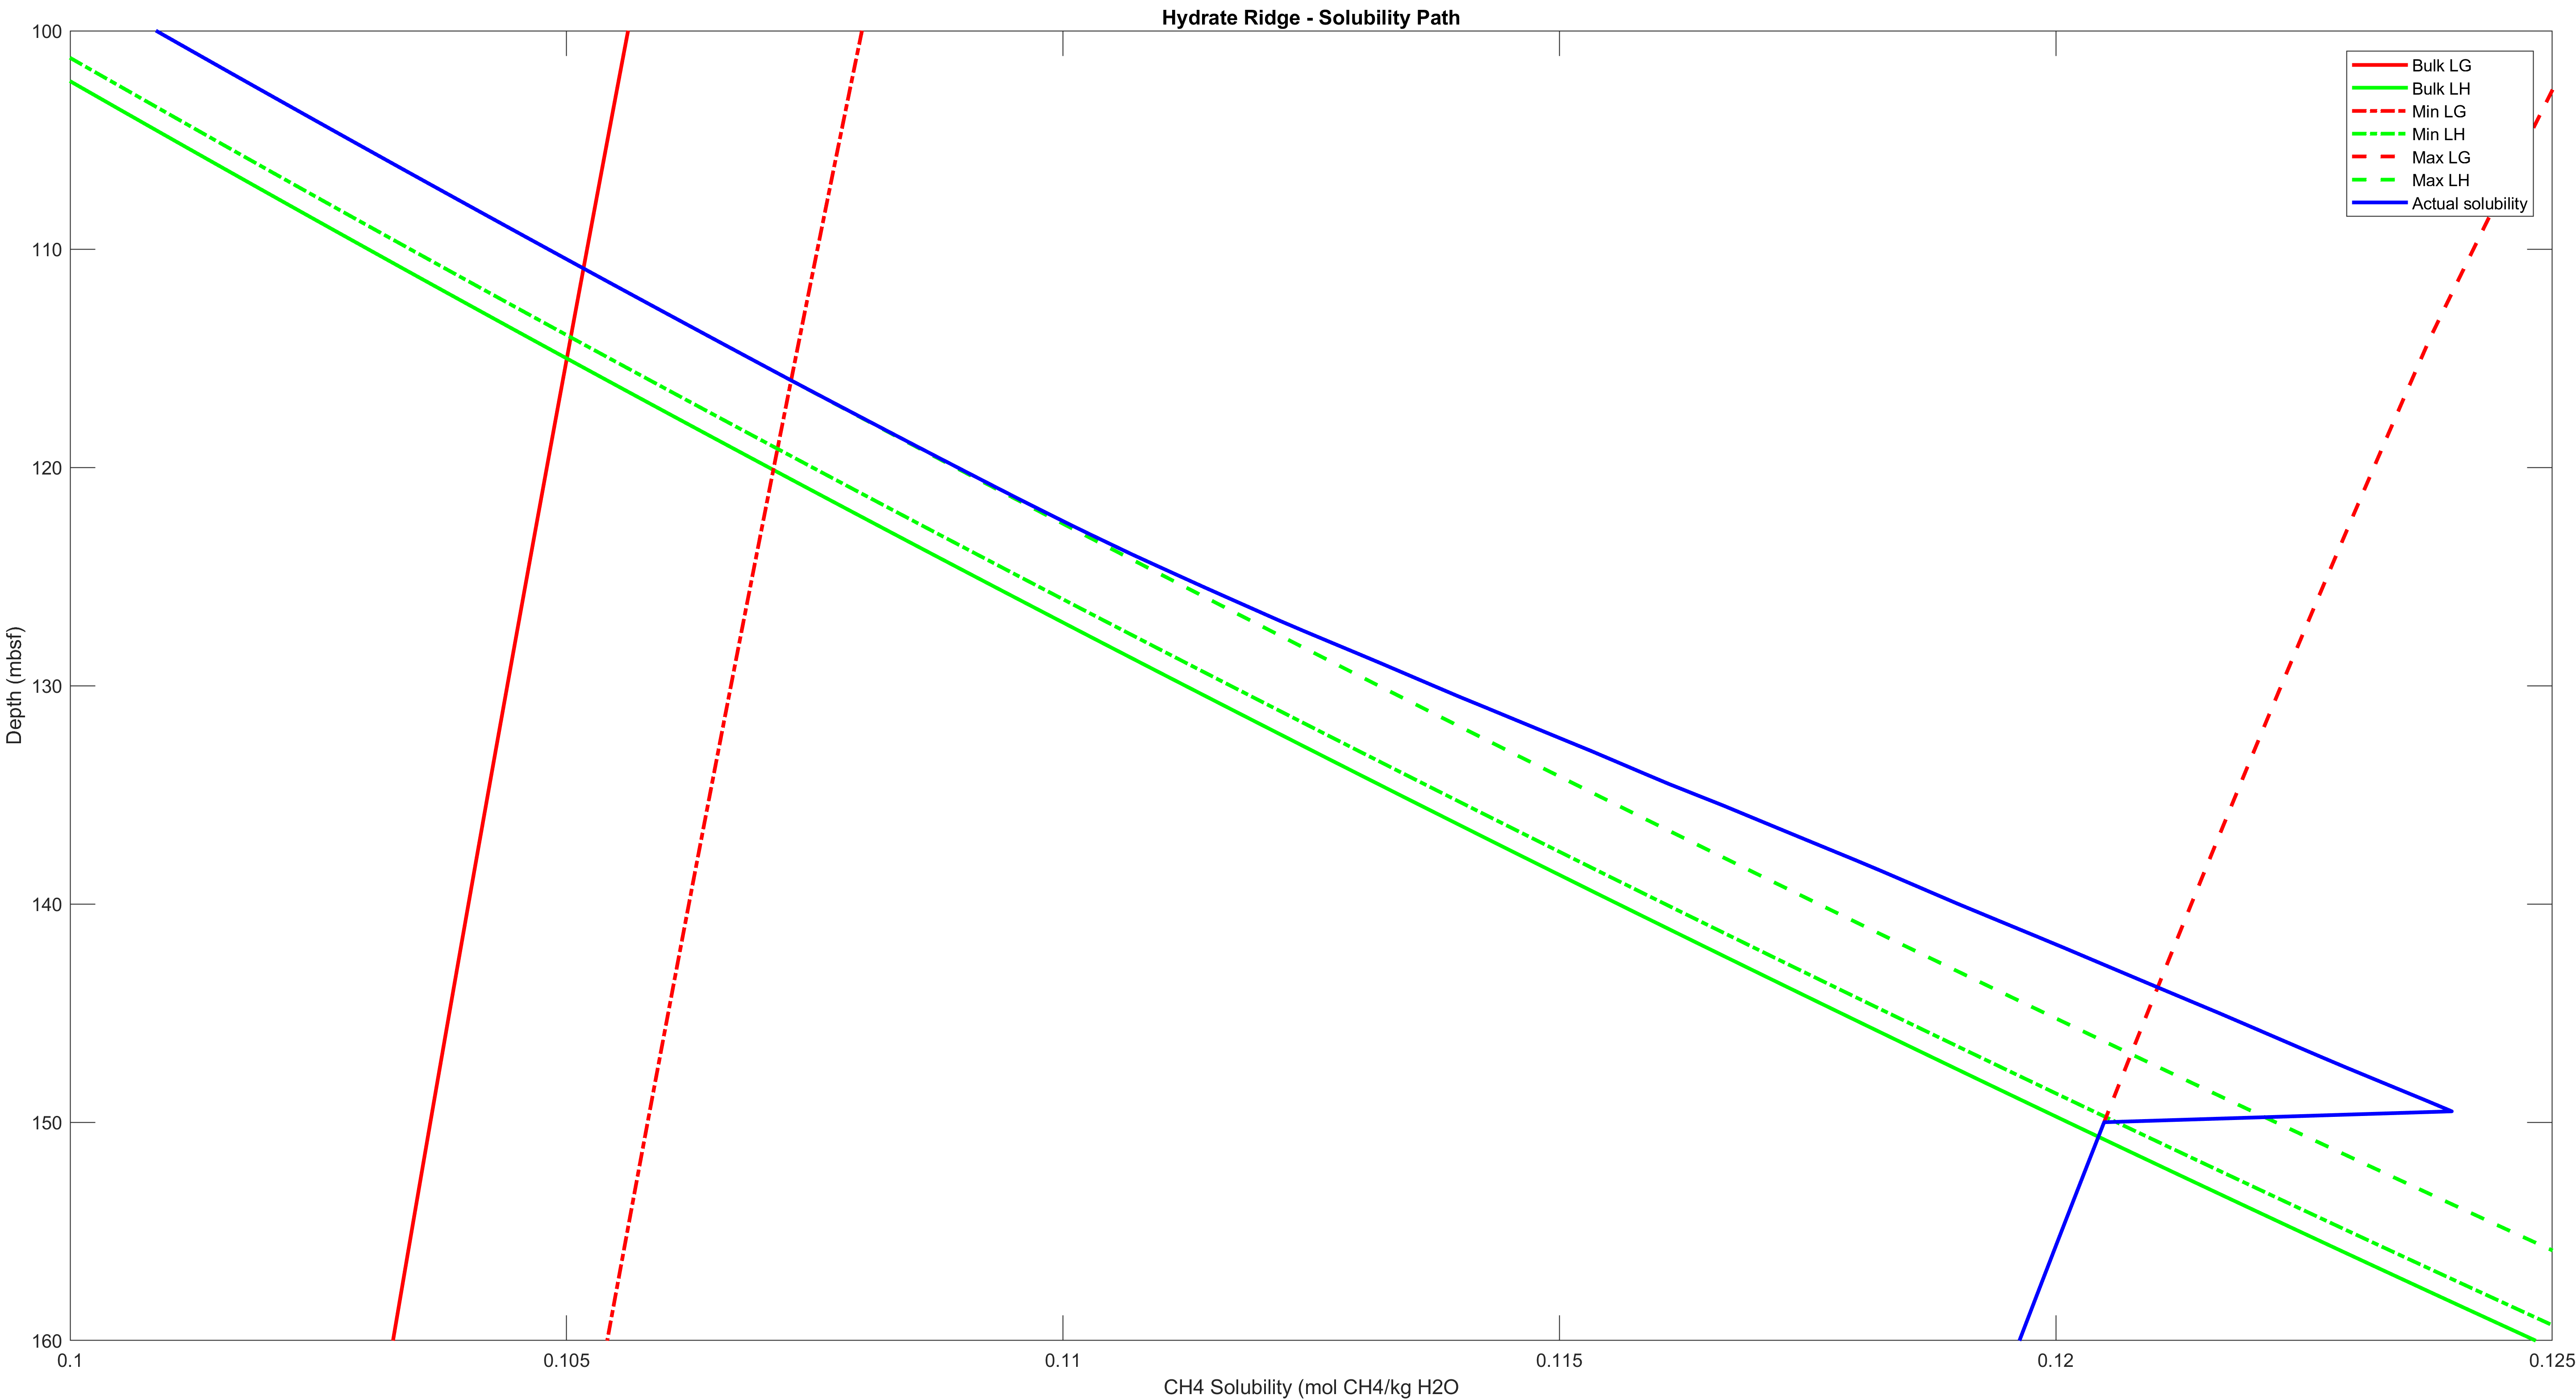 Hydrate Ridge - Solubility Path
100
110
120
130
140
150
160
Depth (mbsf)
0.1
0.105
0.11
0.115
0.12
0.125
CH4 Solubility (mol CH4/kg H2O
Bulk LG
Bulk LH
Min LG
Min LH
Max LG
Max LH
Actual solubility